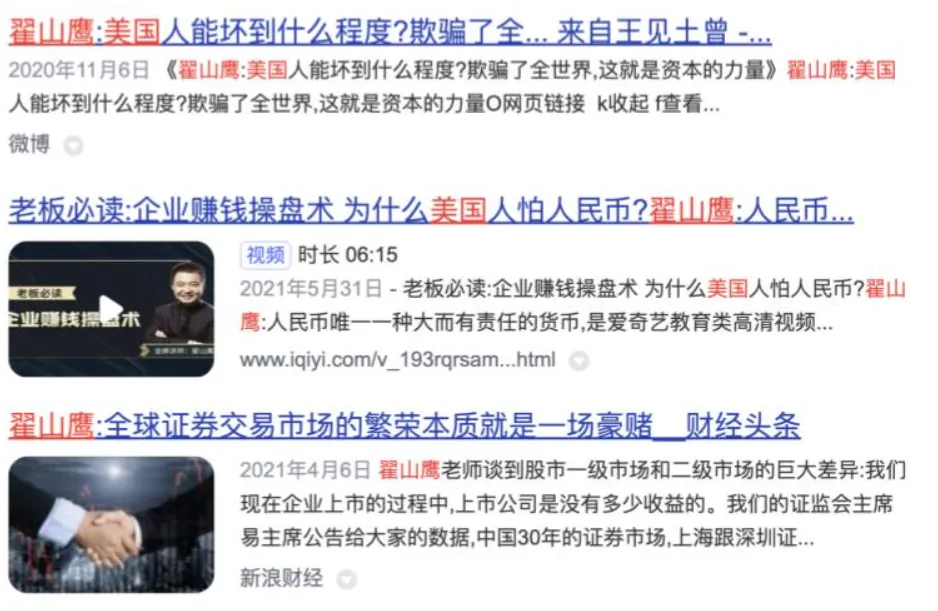 翟山鹰:美国人能坏到什么程度?欺骗了全... 来自王见土曾 -...
2020年11月6日 《翟山鹰:美国人能坏到什么程度?欺骗了全世界,这就是资本的力量》翟山鹰:美国
人能坏到什么程度?欺骗了全世界,这就是资本的力量O网页链接 k收起 f查看...
微博
老板必读:企业赚钱操盘术 为什么美国人怕人民币?翟山鹰:人民币...
视频 时长 06:15
2021年5月31日 - 老板必读:企业赚钱操盘术 为什么美国人怕人民币?翟山
鹰:人民币唯一一种大而有责任的货币,是爱奇艺教育类高清视频...
www.iqiyi.com/v_193rqrsam...html
老板必读
企业赚钱操盘术
翟山鹰:全球证券交易市场的繁荣本质就是一场豪赌__财经头条
2021年4月6日 翟山鹰老师谈到股市一级市场和二级市场的巨大差异:我们
现在企业上市的过程中,上市公司是没有多少收益的。我们的证监会主席
易主席公告给大家的数据,中国30年的证券市场,上海跟深圳证...
新浪财经